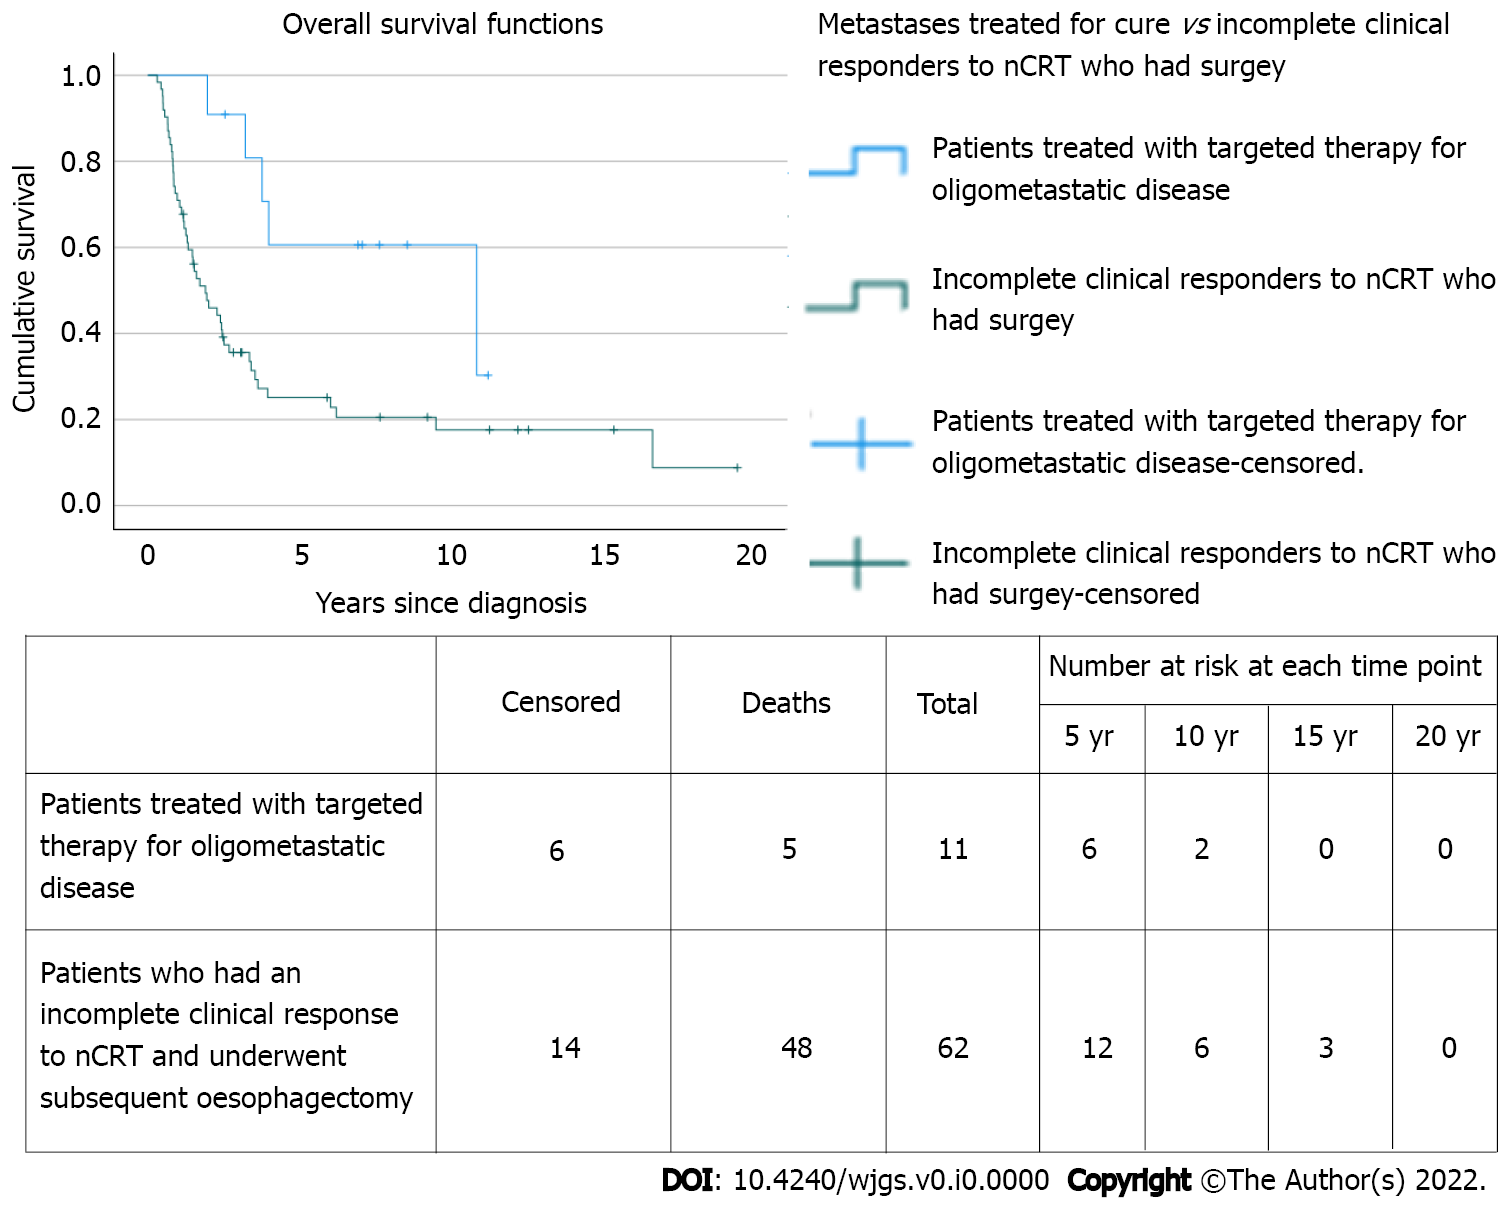 Overall survival functions
Metastases treated for cure vs incomplete clinical
responders to nCRT who had surgey
1.0
0.8
0.6
0.4
0.2
0.0
Cumulative survival
0 5 10 15 20
Years since diagnosis
Patients treated with targeted therapy for
oligometastatic disease
Incomplete clinical responders to nCRT who
had surgey
Patients treated with targeted therapy for
oligometastatic disease-censored.
Incomplete clinical responders to nCRT who
had surgey-censored
Censored Deaths Total Number at risk at each time point
5 yr 10 yr 15 yr 20 yr
Patients treated with targeted
therapy for oligometastatic
disease
6 5 11 6 2 0 0
Patients who had an
incomplete clinical response
to nCRT and underwent
subsequent oesophagectomy
14 48 62 12 6 3 0
DOI: 10.4240/wjgs.v0.i0.0000 Copyright ©The Author(s) 2022.